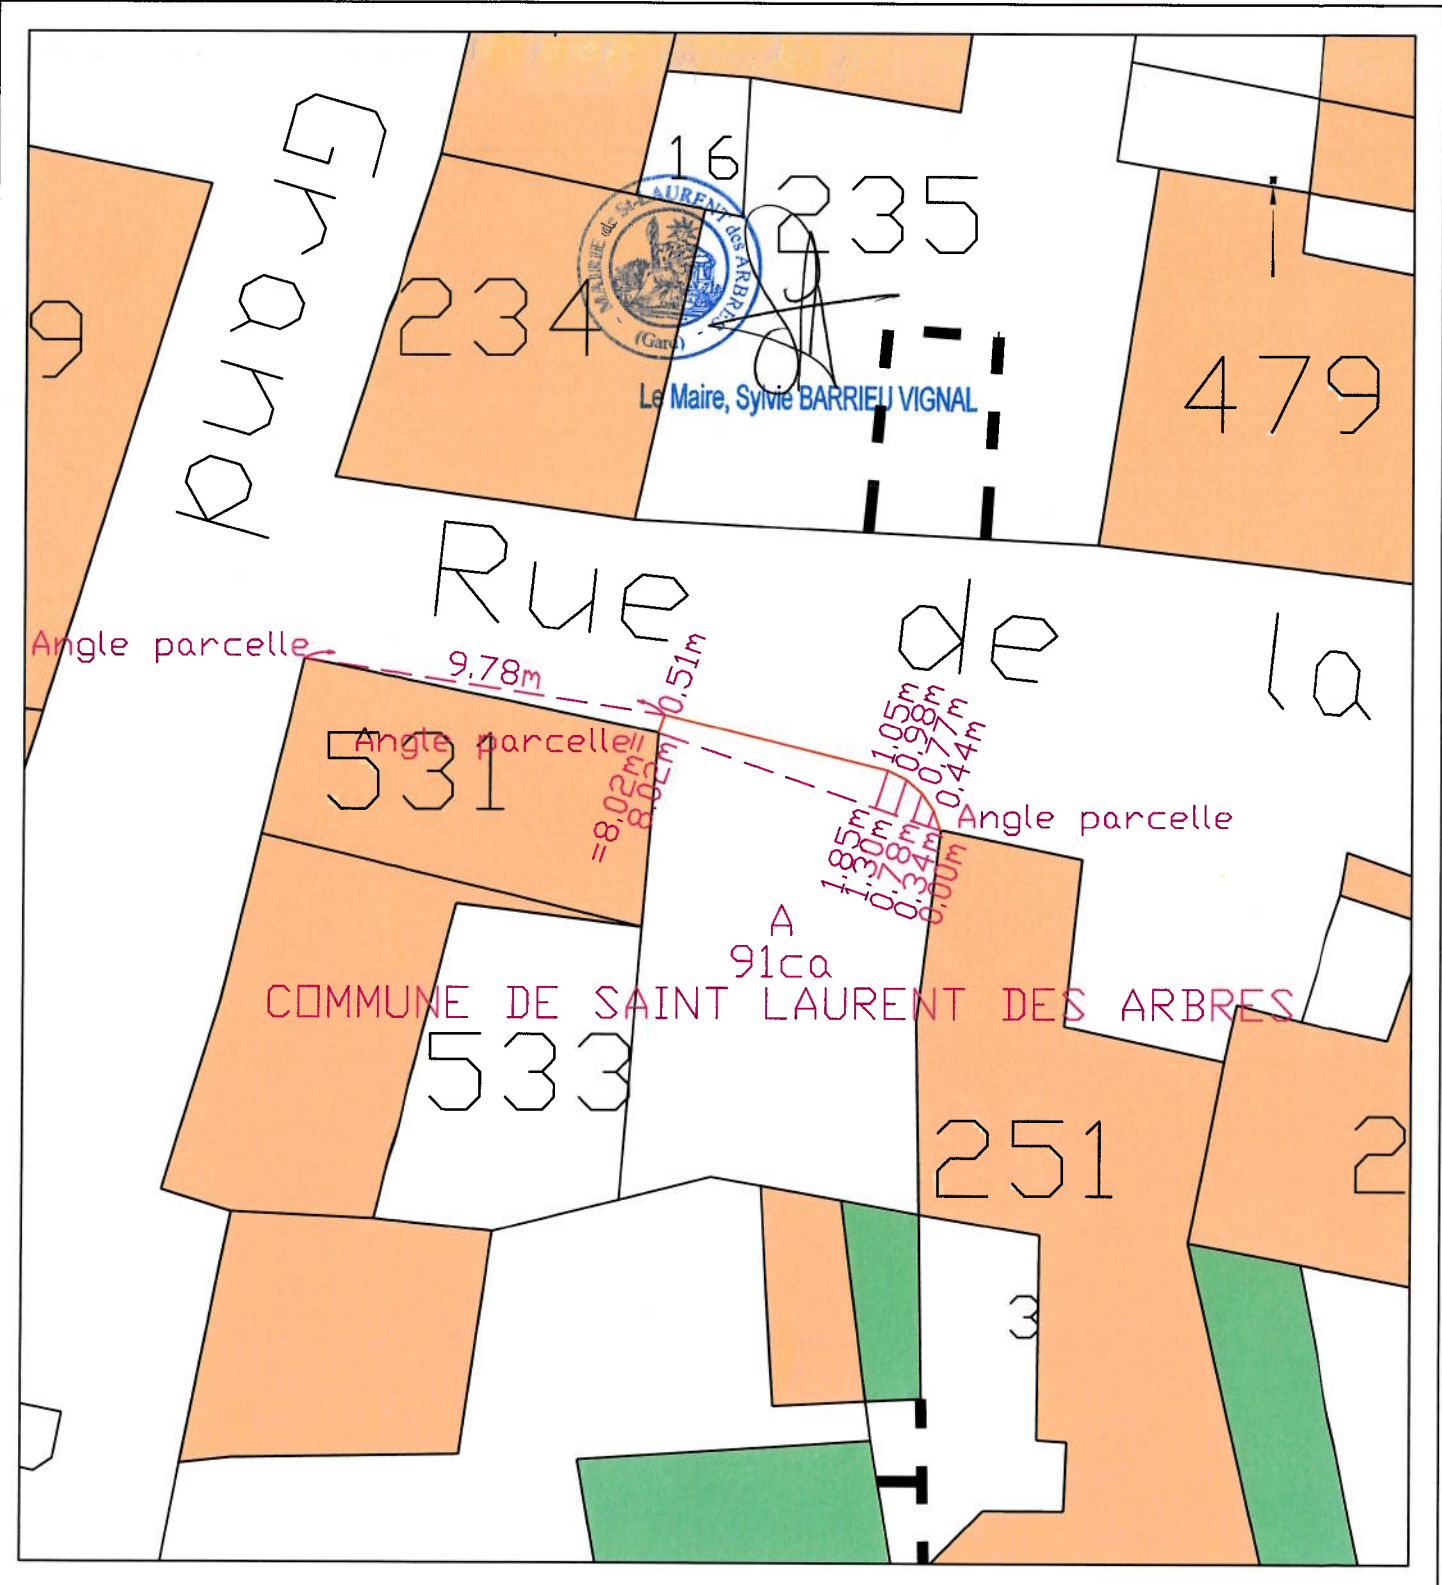 Grand
16
235
MAIRIE de St-LAURENT des ARBRES
(Gard)
9
234
479
Le Maire, Sylvie BARRIEU VIGNAL
Rue de la
Angle parcelle
9.78m
0.51m
1.05m
0.98m
0.77m
0.44m
Angle parcelle
531
=8.02m=
8.02m
Angle parcelle
1.85m
1.30m
0.78m
0.34m
0.00m
A
91ca
COMMUNE DE SAINT LAURENT DES ARBRES
533
251
2
3